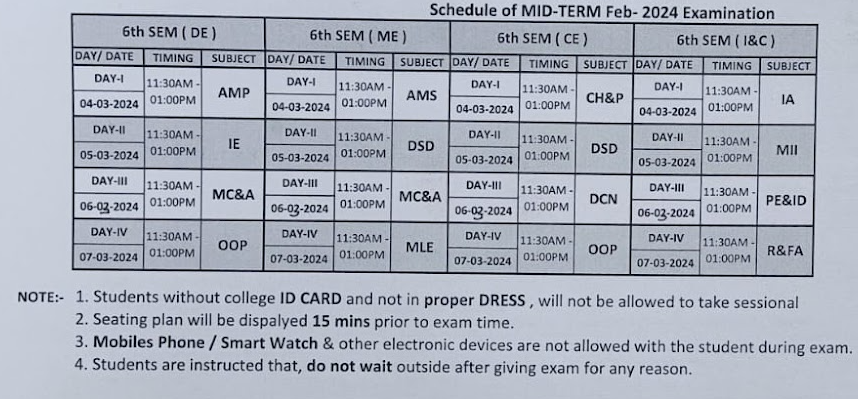 Schedule of MID-TERM Feb- 2024 Examination
6th SEM ( DE ) 6th SEM ( ME ) 6th SEM ( CE ) 6th SEM ( I&C )
DAY/ DATE TIMING SUBJECT DAY/ DATE TIMING SUBJECT DAY/ DATE TIMING SUBJECT DAY/ DATE TIMING SUBJECT
DAY-I 11:30AM - 01:00PM AMP DAY-I 11:30AM - 01:00PM AMS DAY-I 11:30AM - 01:00PM CH&P DAY-I 11:30AM - 01:00PM IA
04-03-2024 04-03-2024 04-03-2024 04-03-2024
DAY-II 11:30AM - 01:00PM IE DAY-II 11:30AM - 01:00PM DSD DAY-II 11:30AM - 01:00PM DSD DAY-II 11:30AM - 01:00PM MII
05-03-2024 05-03-2024 05-03-2024 05-03-2024
DAY-III 11:30AM - 01:00PM MC&A DAY-III 11:30AM - 01:00PM MC&A DAY-III 11:30AM - 01:00PM DCN DAY-III 11:30AM - 01:00PM PE&ID
06-03-2024 06-03-2024 06-03-2024 06-03-2024
DAY-IV 11:30AM - 01:00PM OOP DAY-IV 11:30AM - 01:00PM MLE DAY-IV 11:30AM - 01:00PM OOP DAY-IV 11:30AM - 01:00PM R&FA
07-03-2024 07-03-2024 07-03-2024 07-03-2024
NOTE:- 1. Students without college ID CARD and not in proper DRESS , will not be allowed to take sessional
2. Seating plan will be dispalyed 15 mins prior to exam time.
3. Mobiles Phone / Smart Watch & other electronic devices are not allowed with the student during exam.
4. Students are instructed that, do not wait outside after giving exam for any reason.